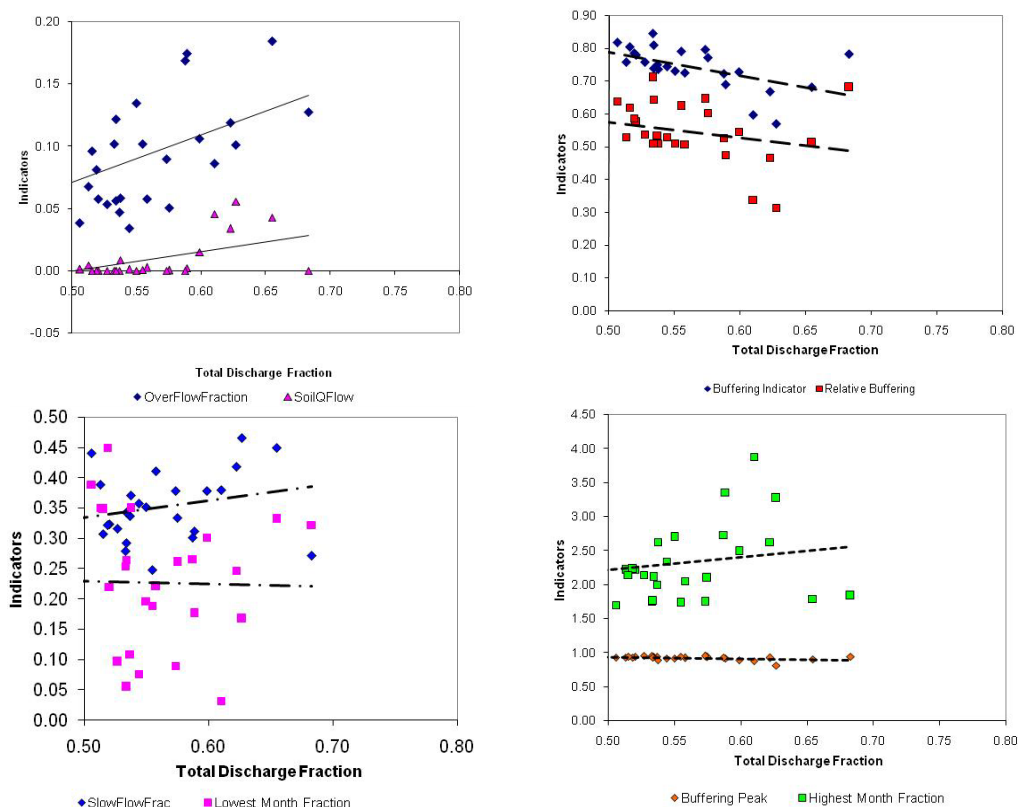 0.20
0.15
0.10
0.05
0.00
-0.05
Indicators
0.50 0.55 0.60 0.65 0.70 0.75 0.80
Total Discharge Fraction
OverFlowFraction SoilQFlow
1.00
0.90
0.80
0.70
0.60
0.50
0.40
0.30
0.20
0.10
0.00
Indicators
0.50 0.55 0.60 0.65 0.70 0.75 0.80
Total Discharge Fraction
Buffering Indicator Relative Buffering
0.50
0.45
0.40
0.35
0.30
0.25
0.20
0.15
0.10
0.05
0.00
Indicators
0.50 0.60 0.70 0.80
Total Discharge Fraction
SlowFlowFrac Lowest Month Fraction
4.50
4.00
3.50
3.00
2.50
2.00
1.50
1.00
0.50
0.00
Indicators
0.50 0.55 0.60 0.65 0.70 0.75 0.80
Total Discharge Fraction
Buffering Peak Highest Month Fraction